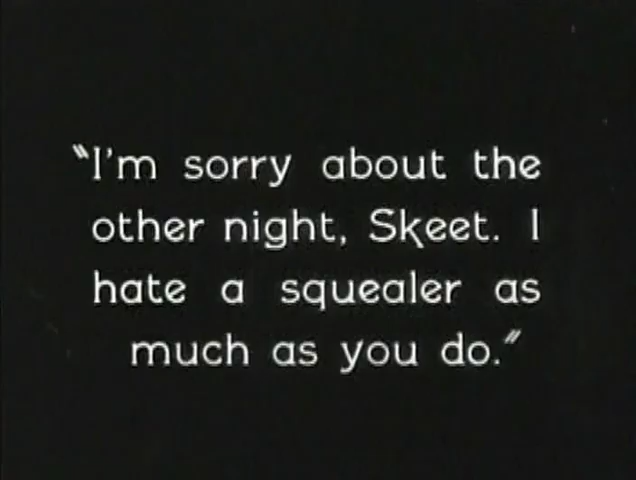 "I'm sorry about the
other night, Skeet. I
hate a squealer as
much as you do."